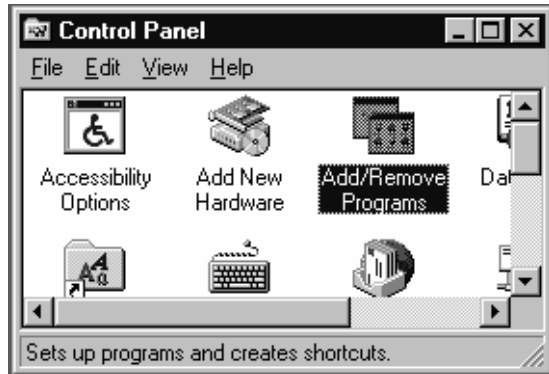 Control Panel
File Edit View Help
Accessibility Options
Add New Hardware
Add/Remove Programs
Sets up programs and creates shortcuts.